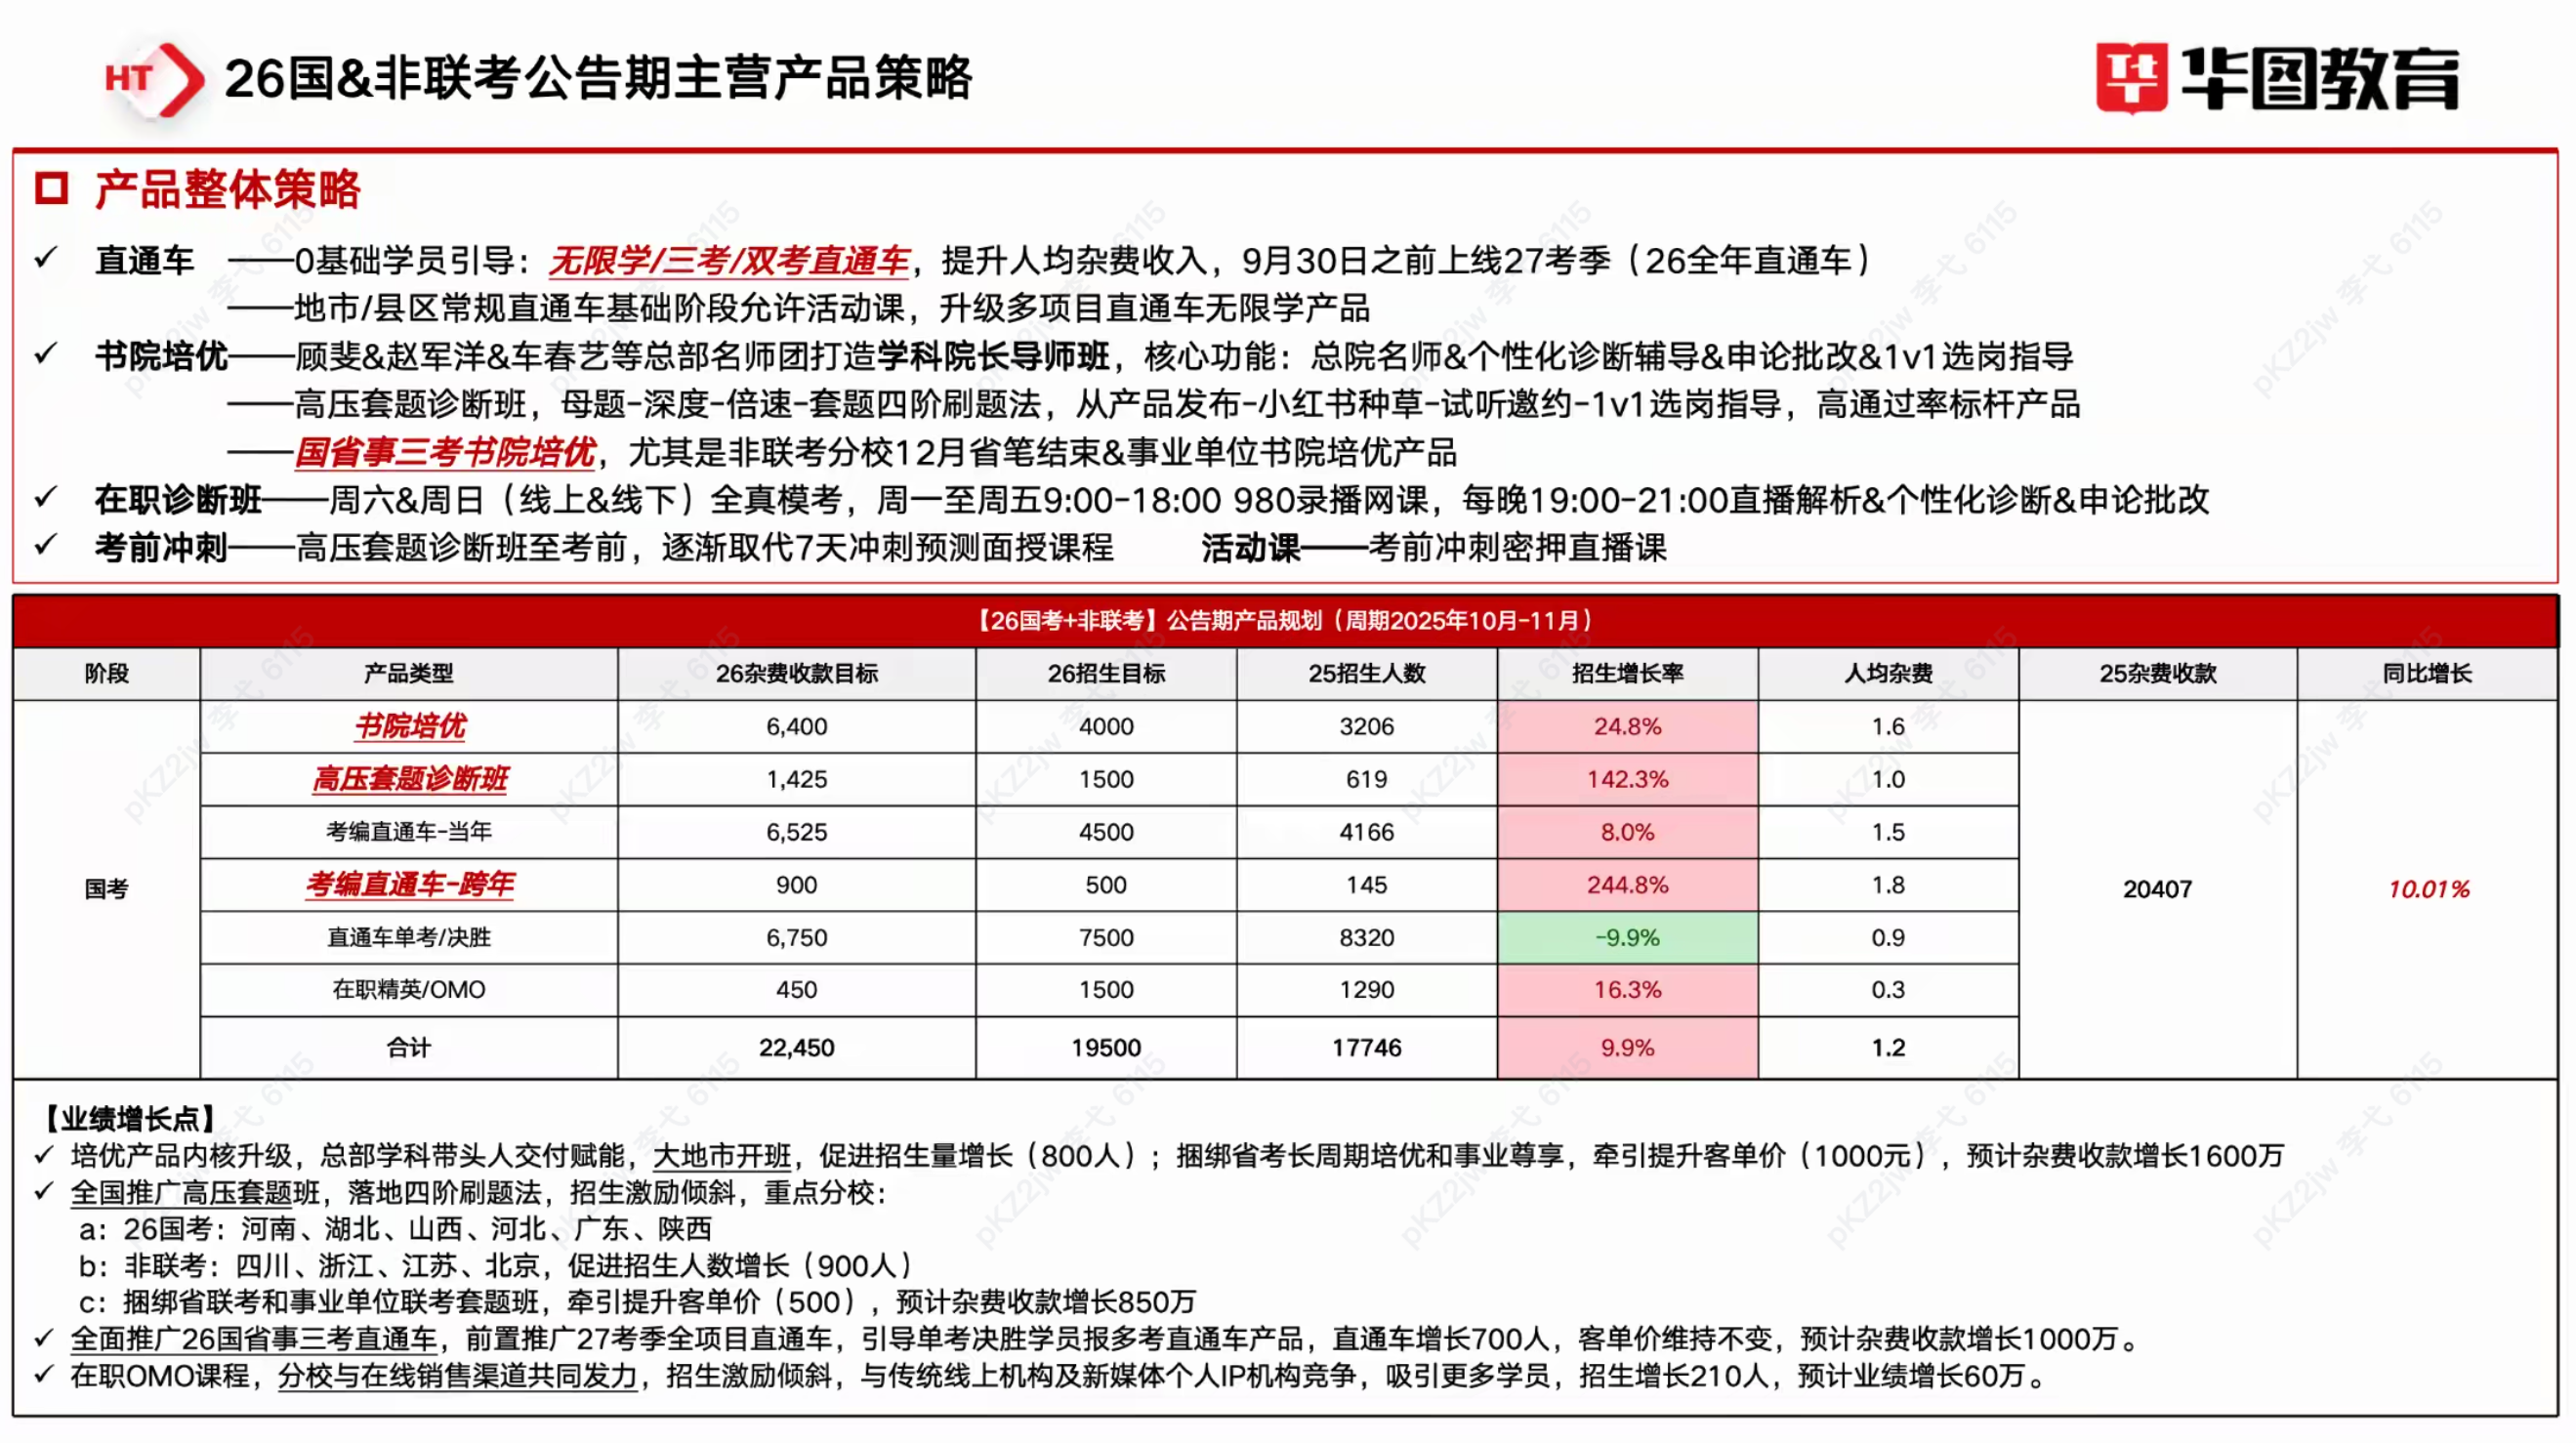 HT 26国&非联考公告期主营产品策略
华图教育
产品整体策略
✓ 直通车 ——0基础学员引导：无限学/三考/双考直通车，提升人均杂费收入，9月30日之前上线27考季（26全年直通车）
——地市/县区常规直通车基础阶段允许活动课，升级多项目直通车无限学产品
✓ 书院培优——顾斐&赵军洋&车春艺等总部名师团打造学科院长导师班，核心功能：总院名师&个性化诊断辅导&申论批改&1v1选岗指导
——高压套题诊断班，母题-深度-倍速-套题四阶刷题法，从产品发布-小红书种草-试听邀约-1v1选岗指导，高通过率标杆产品
——国省事三考书院培优，尤其是非联考分校12月省笔结束&事业单位书院培优产品
✓ 在职诊断班——周六&周日（线上&线下）全真模考，周一至周五9:00-18:00 980录播网课，每晚19:00-21:00直播解析&个性化诊断&申论批改
✓ 考前冲刺——高压套题诊断班至考前，逐渐取代7天冲刺预测面授课程 活动课——考前冲刺密押直播课
【26国考+非联考】公告期产品规划（周期2025年10月-11月）
阶段 产品类型 26杂费收款目标 26招生目标 25招生人数 招生增长率 人均杂费 25杂费收款 同比增长
书院培优 6,400 4000 3206 24.8% 1.6
高压套题诊断班 1,425 1500 619 142.3% 1.0
考编直通车-当年 6,525 4500 4166 8.0% 1.5
国考 考编直通车-跨年 900 500 145 244.8% 1.8 20407 10.01%
直通车单考/决胜 6,750 7500 8320 -9.9% 0.9
在职精英/OMO 450 1500 1290 16.3% 0.3
合计 22,450 19500 17746 9.9% 1.2
【业绩增长点】
✓ 培优产品内核升级，总部学科带头人交付赋能，大地市开班，促进招生量增长（800人）；捆绑省考长周期培优和事业尊享，牵引提升客单价（1000元），预计杂费收款增长1600万
✓ 全国推广高压套题班，落地四阶刷题法，招生激励倾斜，重点分校：
a：26国考：河南、湖北、山西、河北、广东、陕西
b：非联考：四川、浙江、江苏、北京，促进招生人数增长（900人）
c：捆绑省联考和事业单位联考套题班，牵引提升客单价（500），预计杂费收款增长850万
✓ 全面推广26国省事三考直通车，前置推广27考季全项目直通车，引导单考决胜学员报多考直通车产品，直通车增长700人，客单价维持不变，预计杂费收款增长1000万。
✓ 在职OMO课程，分校与在线销售渠道共同发力，招生激励倾斜，与传统线上机构及新媒体个人IP机构竞争，吸引更多学员，招生增长210人，预计业绩增长60万。
pKZ2jw 李弋 6115